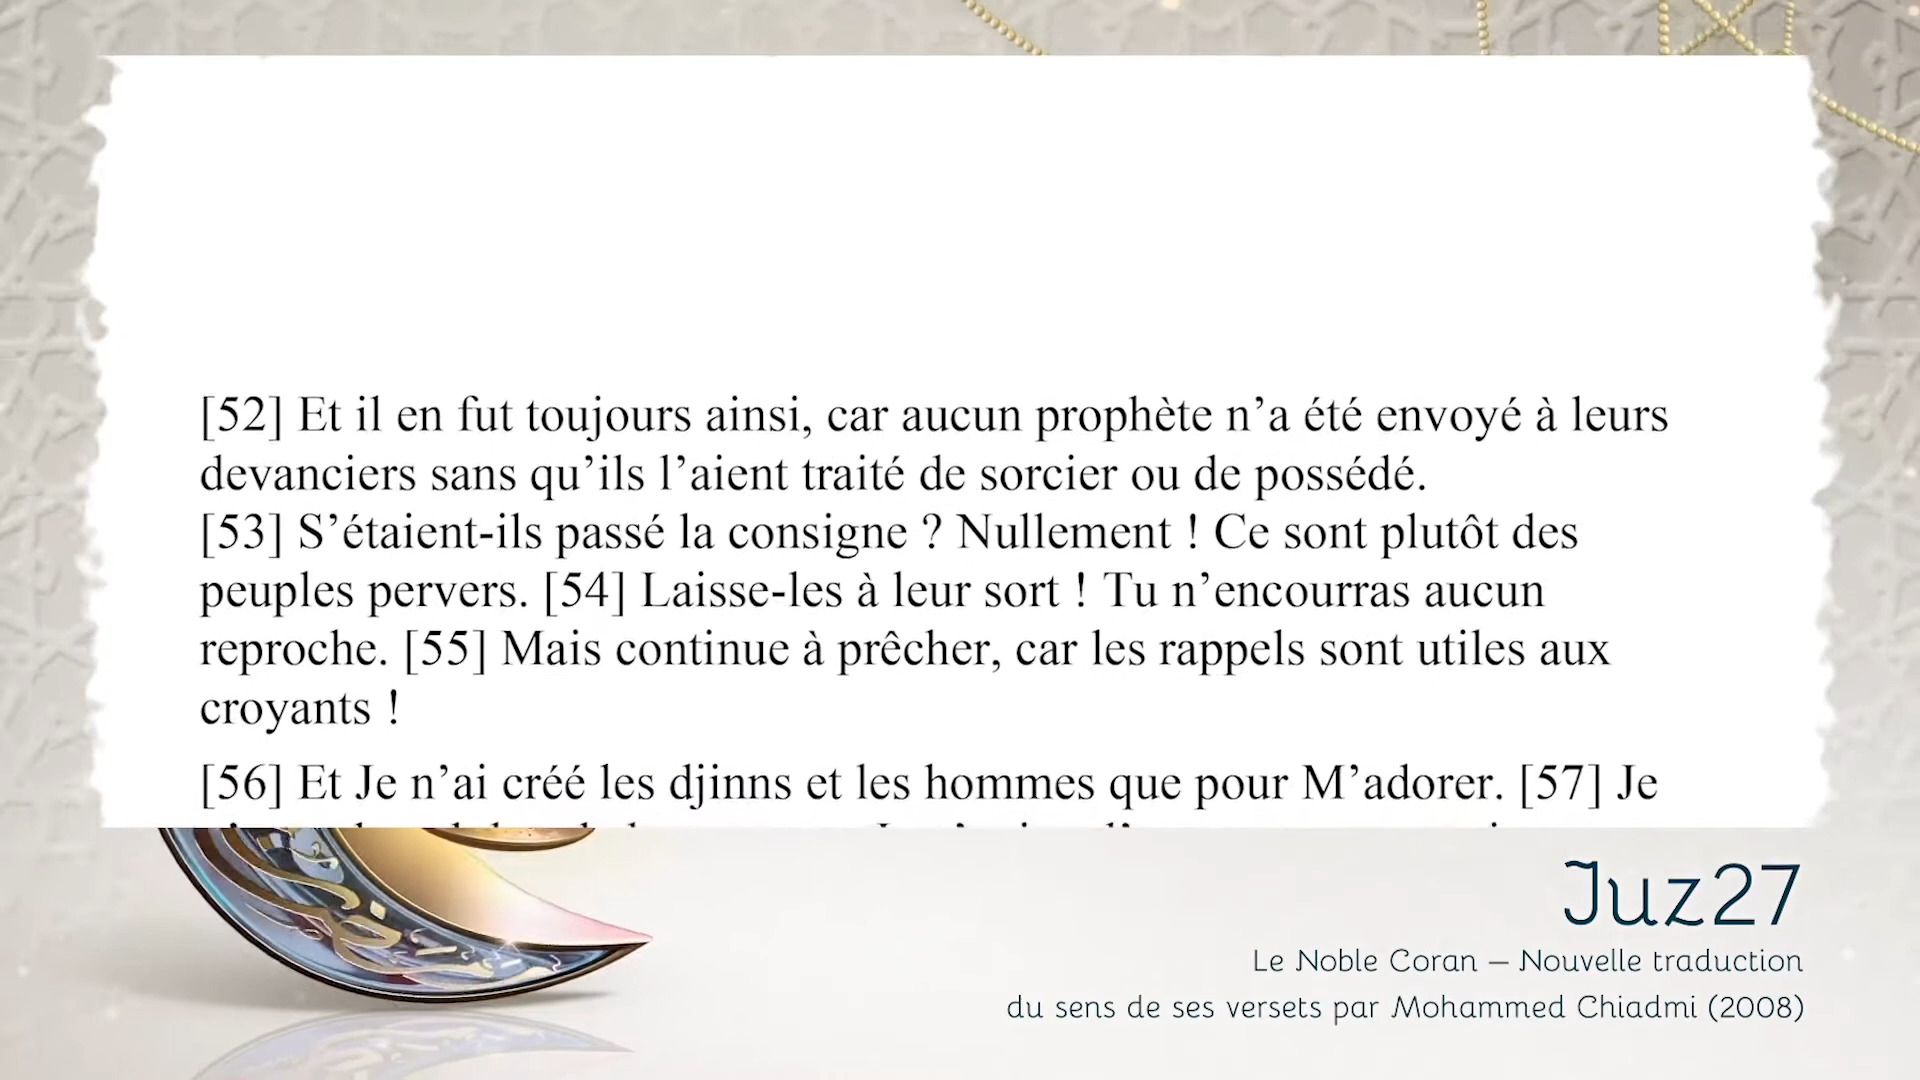 [52] Et il en fut toujours ainsi, car aucun prophète n’a été envoyé à leurs
devanciers sans qu’ils l’aient traité de sorcier ou de possédé.
[53] S’étaient-ils passé la consigne ? Nullement ! Ce sont plutôt des
peuples pervers. [54] Laisse-les à leur sort ! Tu n’encourras aucun
reproche. [55] Mais continue à prêcher, car les rappels sont utiles aux
croyants !
[56] Et Je n’ai créé les djinns et les hommes que pour M’adorer. [57] Je
Juz27
Le Noble Coran – Nouvelle traduction
du sens de ses versets par Mohammed Chiadmi (2008)